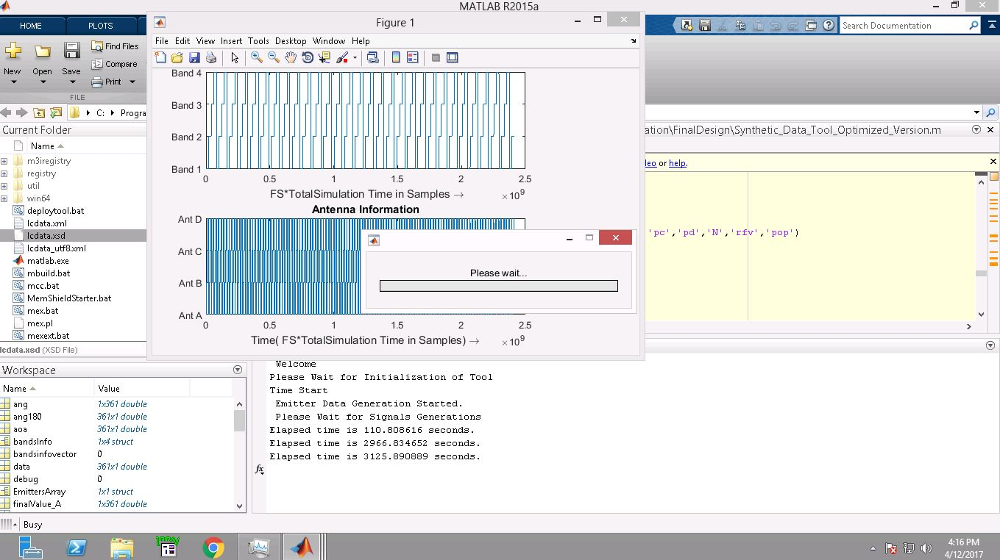 MATLAB R2015a
HOME
PLOTS
Search Documentation
New
Open
Save
Find Files
Compare
Print
FILE
C:
Progra
Current Folder
Name
m3iregistry
registry
util
win64
deploytool.bat
lcdata.xml
lcdata.xsd
lcdata_utf8.xml
matlab.exe
mbuild.bat
mcc.bat
MemShieldStarter.bat
mex.bat
mex.pl
mexext.bat
lcdata.xsd (XSD File)
Workspace
Name
Value
ang 1x361 double
ang180 361x1 double
aoa 361x1 double
bandsInfo 1x4 struct
bandsinfovector 0
data 361x1 double
debug 0
EmittersArray 1x1 struct
finalValue_A 1x361 double
Busy
Figure 1
File Edit View Insert Tools Desktop Window Help
Band 4
Band 3
Band 2
Band 1
0 0.5 1 1.5 2 2.5
FS*TotalSimulation Time in Samples →
×10^9
Antenna Information
Ant D
Ant C
Ant B
Ant A
0 0.5 1 1.5 2 2.5
Time( FS*TotalSimulation Time in Samples) →
×10^9
Please wait...
ation\FinalDesign\Synthetic_Data_Tool_Optimized_Version.m
deo or help.
'pc','pd','N','rfv','pop')
Welcome
Please Wait for Initialization of Tool
Time Start
Emitter Data Generation Started.
Please Wait for Signals Generations
Elapsed time is 110.808616 seconds.
Elapsed time is 2966.834652 seconds.
Elapsed time is 3125.890889 seconds.
fx
100%
4:16 PM
4/12/2017